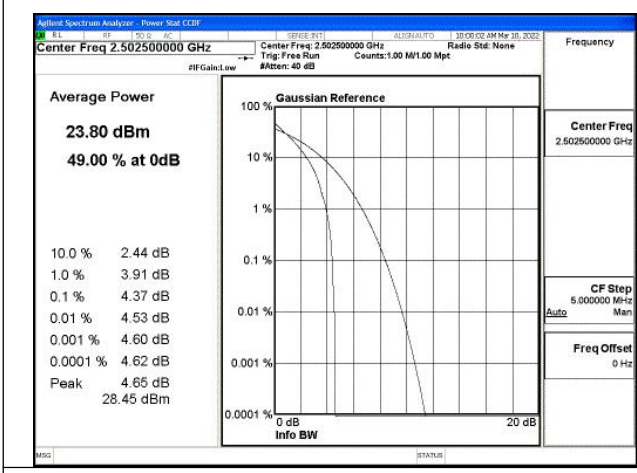 Agilent Spectrum Analyzer - Power Stat CCDF
RL RF 50 Ω AC SENSE:INT ALIGNAUTO 10:06:02 AM Mar 10, 2022
Center Freq 2.502500000 GHz
Center Freq: 2.502500000 GHz Radio Std: None
Trig: Free Run Counts:1.00 M/1.00 Mpt
#IFGain:Low #Atten: 40 dB
Frequency
Average Power
23.80 dBm
49.00 % at 0dB
10.0 % 2.44 dB
1.0 % 3.91 dB
0.1 % 4.37 dB
0.01 % 4.53 dB
0.001 % 4.60 dB
0.0001 % 4.62 dB
Peak 4.65 dB
28.45 dBm
Gaussian Reference
100 %
10 %
1 %
0.1 %
0.01 %
0.001 %
0.0001 %
0 dB 20 dB
Info BW
Center Freq
2.502500000 GHz
CF Step
5.000000 MHz
Auto Man
Freq Offset
0 Hz
MSG STATUS